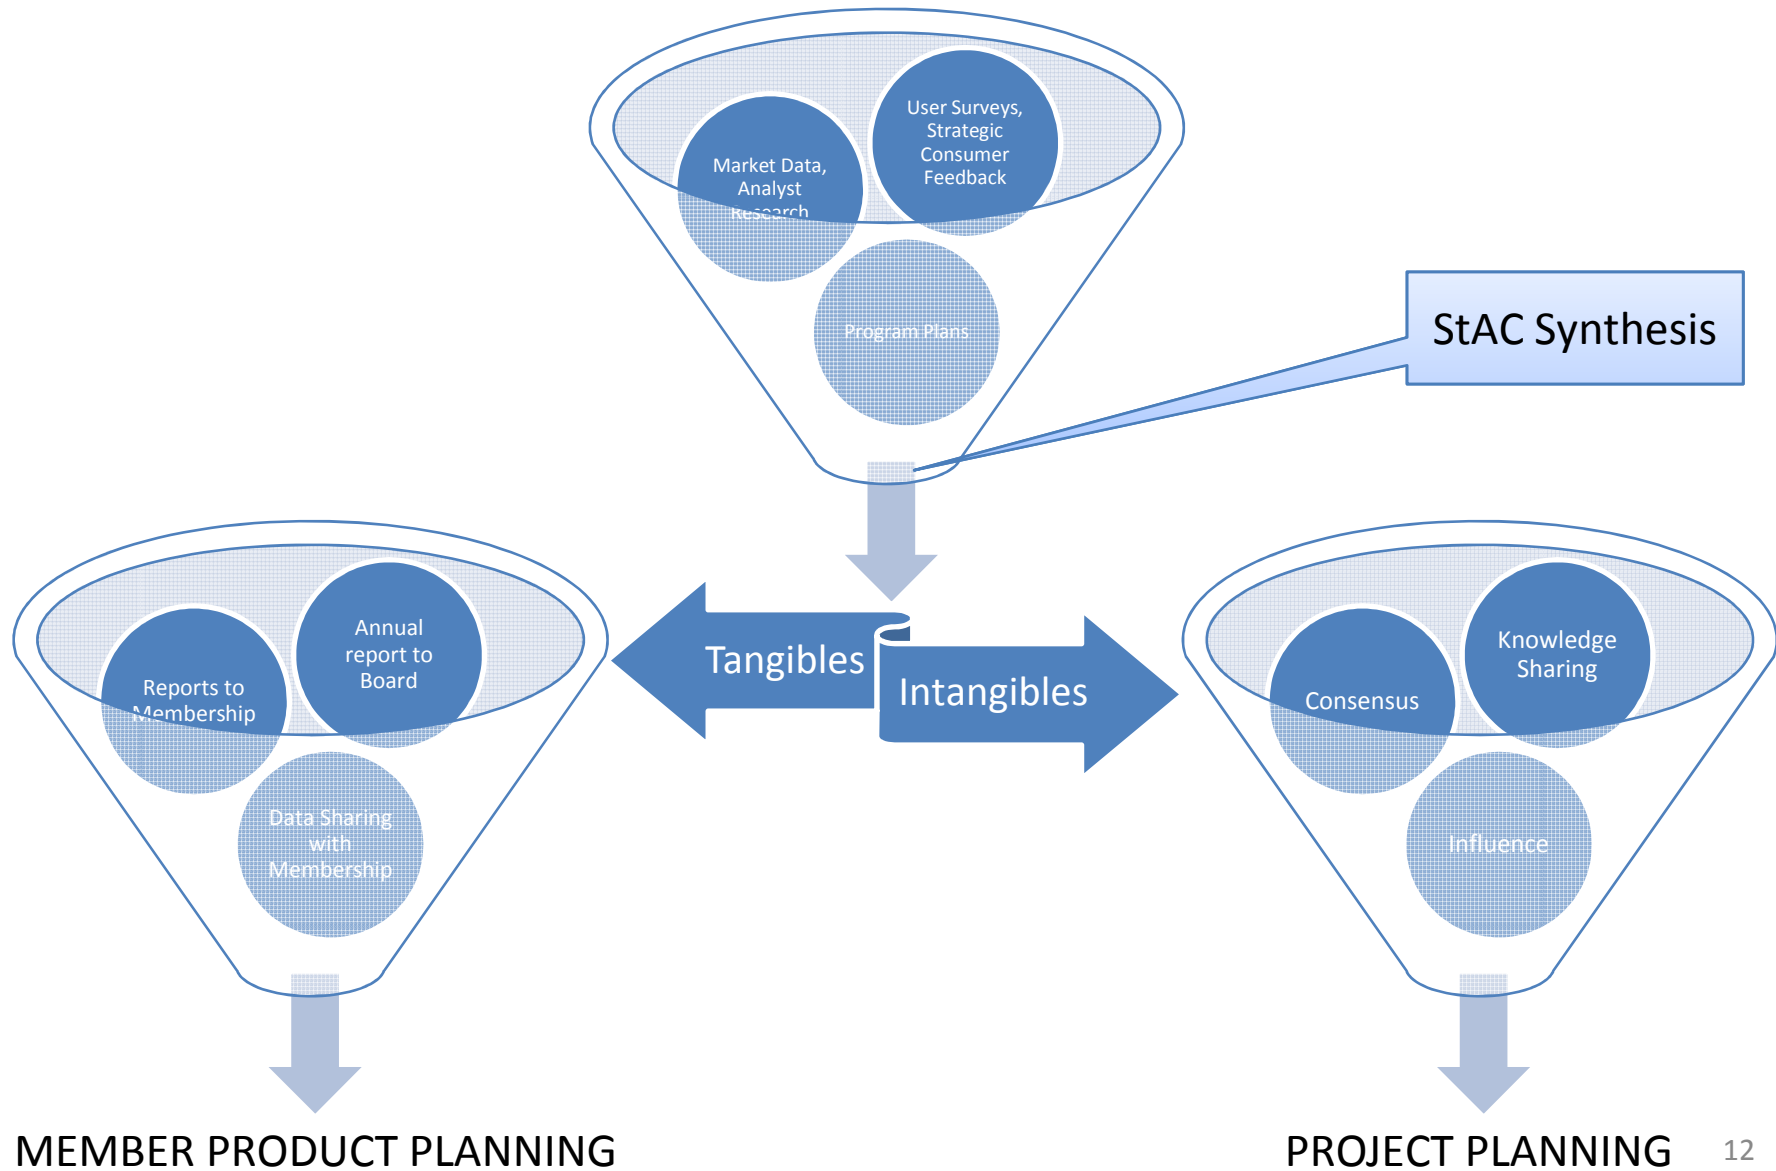 User Surveys,
Strategic
Consumer
Feedback
Market Data,
Analyst
Research
Program Plans
StAC Synthesis
Tangibles
Intangibles
Annual
report to
Board
Reports to
Membership
Data Sharing
with
Membership
Knowledge
Sharing
Consensus
Influence
MEMBER PRODUCT PLANNING
PROJECT PLANNING
12